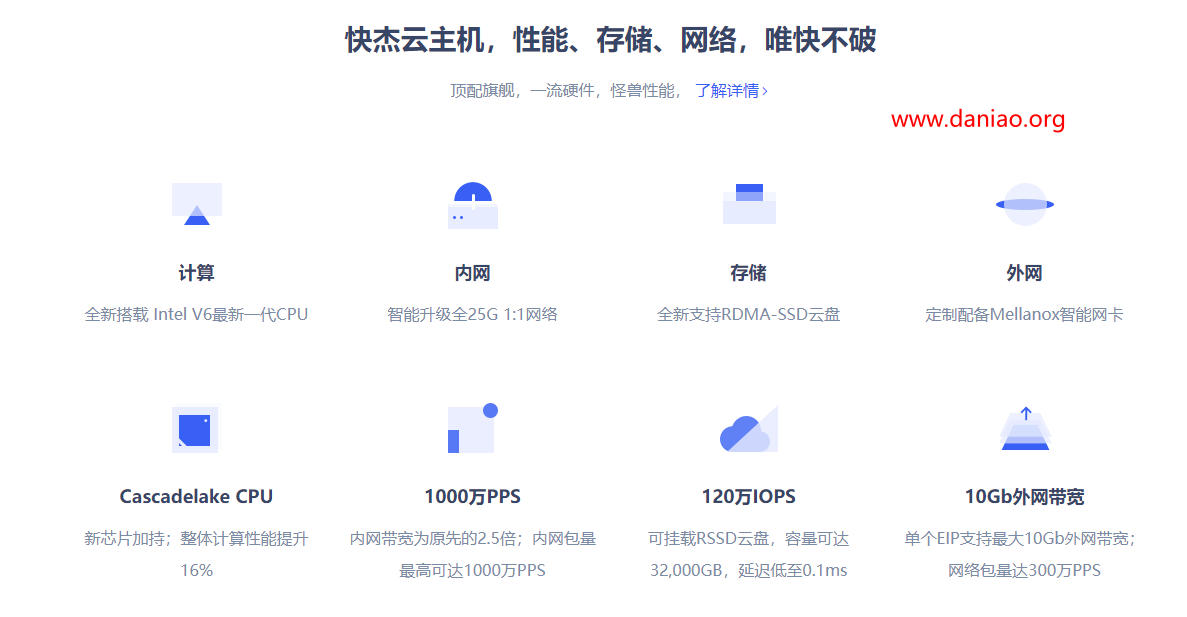 快杰云主机，性能、存储、网络，唯快不破
顶配旗舰，一流硬件，怪兽性能， 了解详情›
www.daniao.org
计算
内网
存储
外网
全新搭载 Intel V6最新一代CPU
智能升级全25G 1:1网络
全新支持RDMA-SSD云盘
定制配备Mellanox智能网卡
Cascadelake CPU
1000万PPS
120万IOPS
10Gb外网带宽
新芯片加持；整体计算性能提升
16%
内网带宽为原先的2.5倍；内网包量
最高可达1000万PPS
可挂载RSSD云盘，容量可达
32,000GB，延迟低至0.1ms
单个EIP支持最大10Gb外网带宽；
网络包量达300万PPS